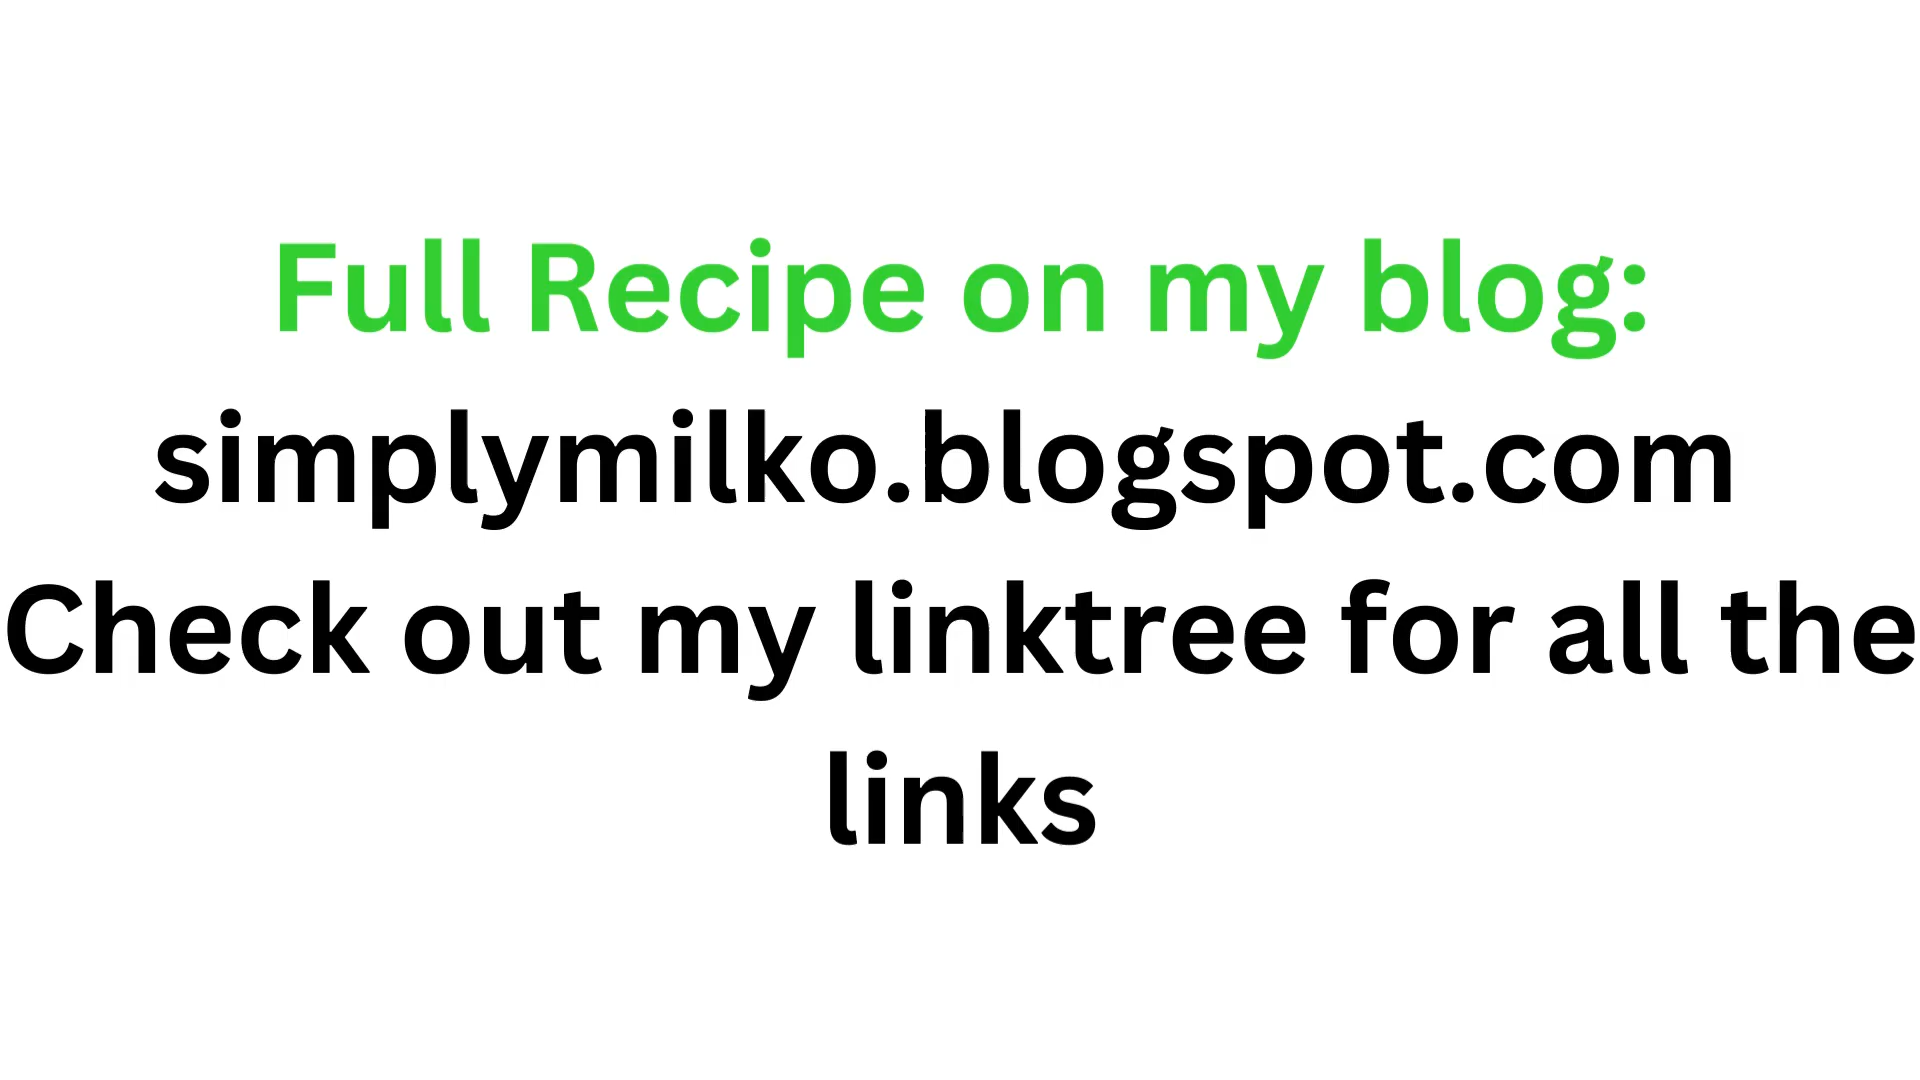 Full Recipe on my blog:
simplymilko.blogspot.com
Check out my linktree for all the
links